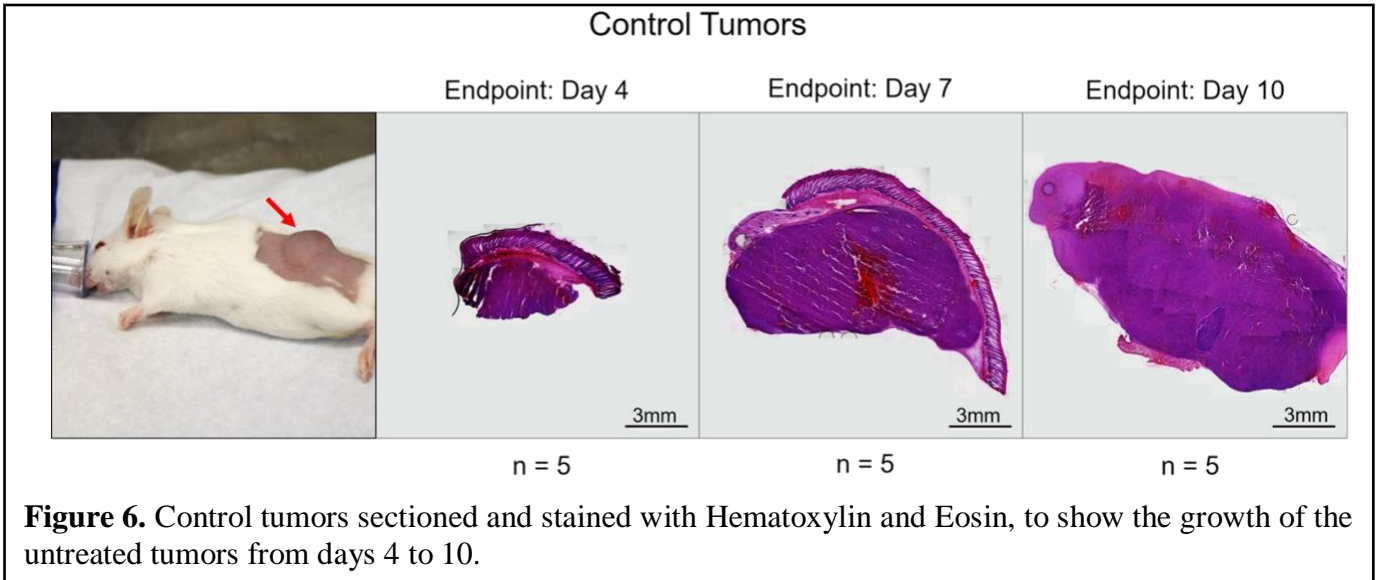 Control Tumors
Endpoint: Day 4
Endpoint: Day 7
Endpoint: Day 10
3mm
3mm
3mm
n = 5
n = 5
n = 5
Figure 6. Control tumors sectioned and stained with Hematoxylin and Eosin, to show the growth of the
untreated tumors from days 4 to 10.